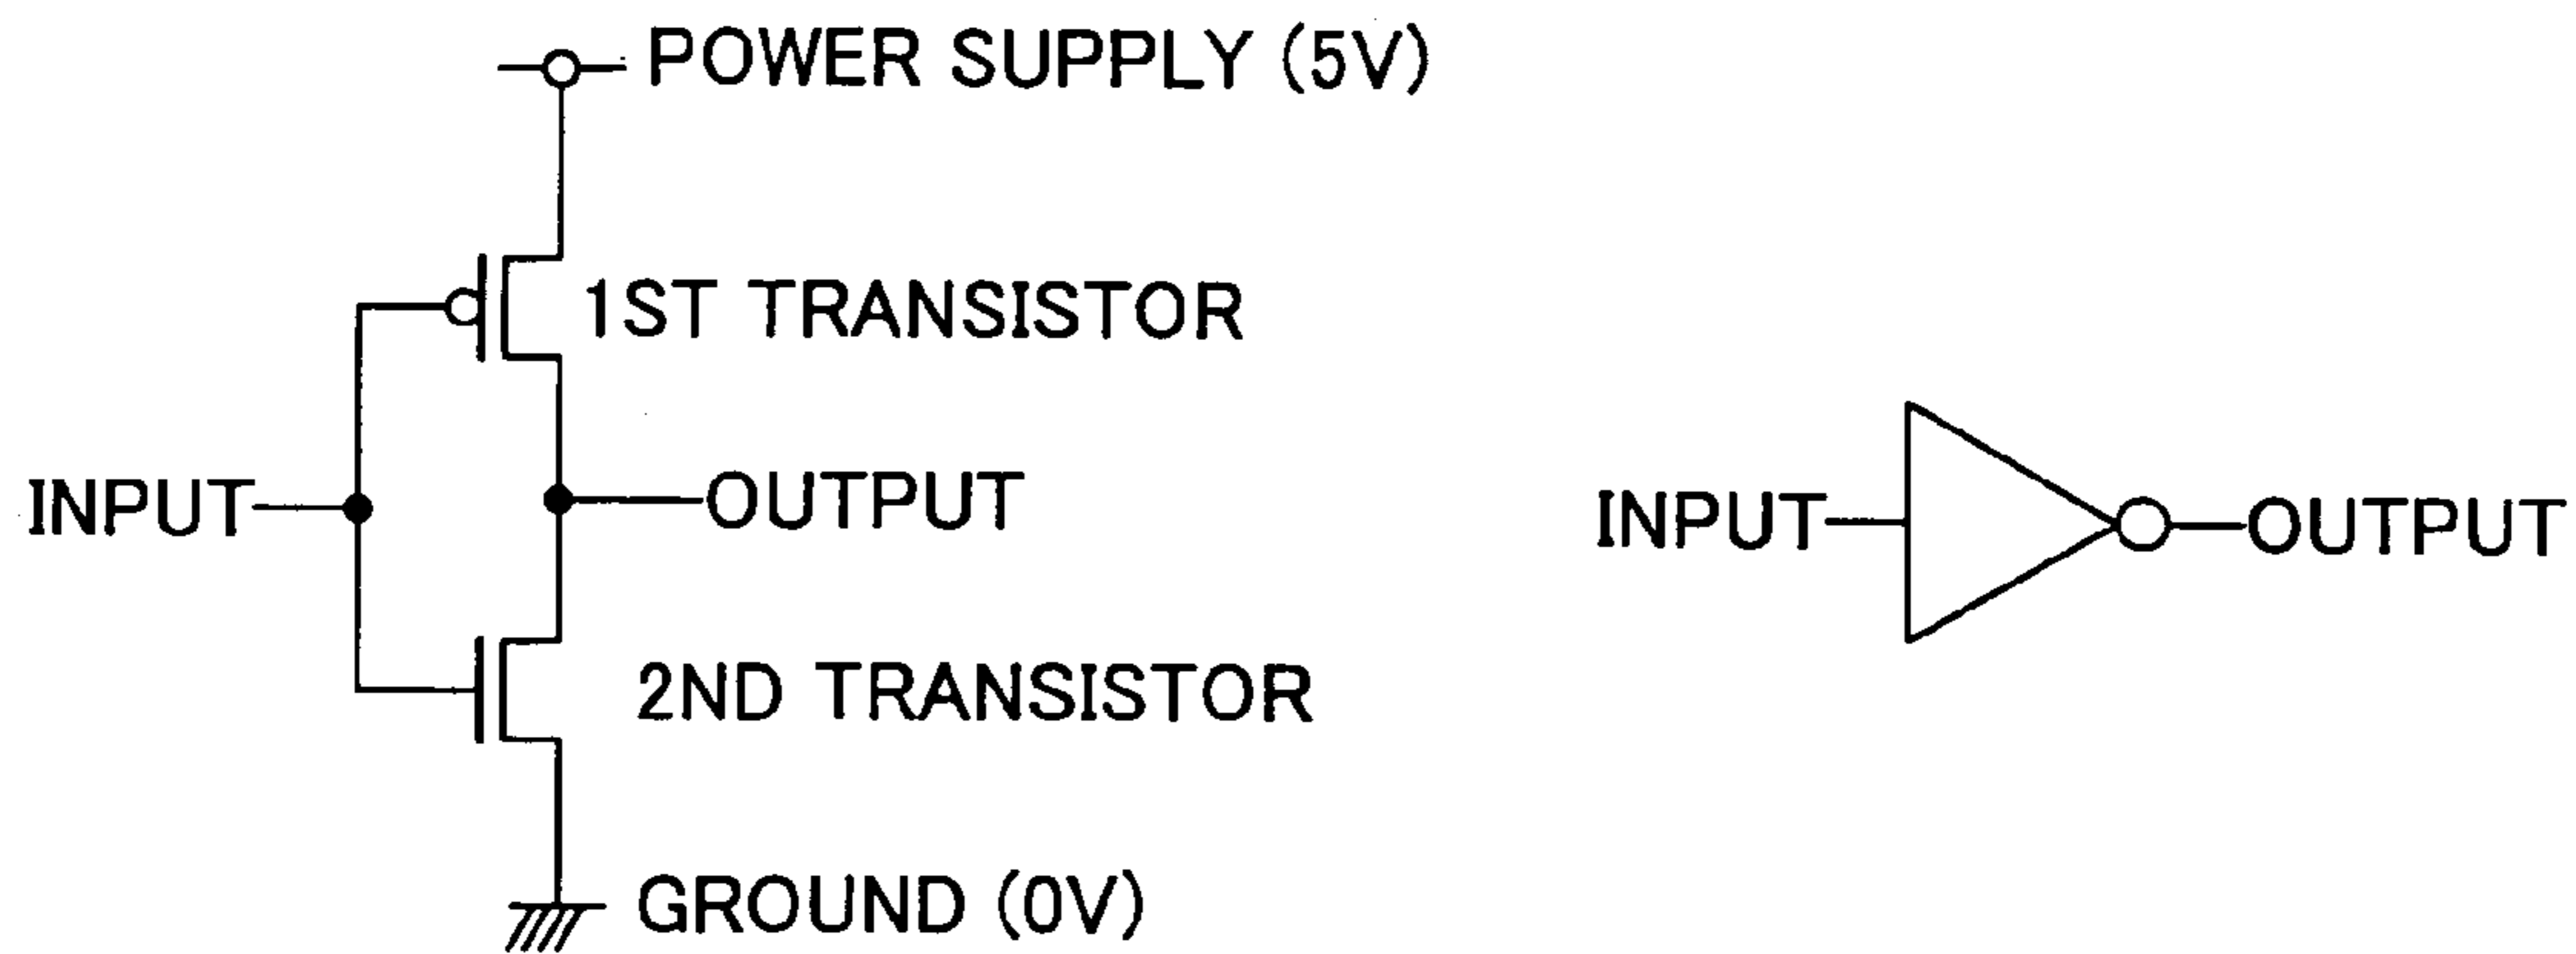 POWER SUPPLY (5V)
1ST TRANSISTOR
INPUT
OUTPUT
2ND TRANSISTOR
GROUND (0V)
INPUT
OUTPUT